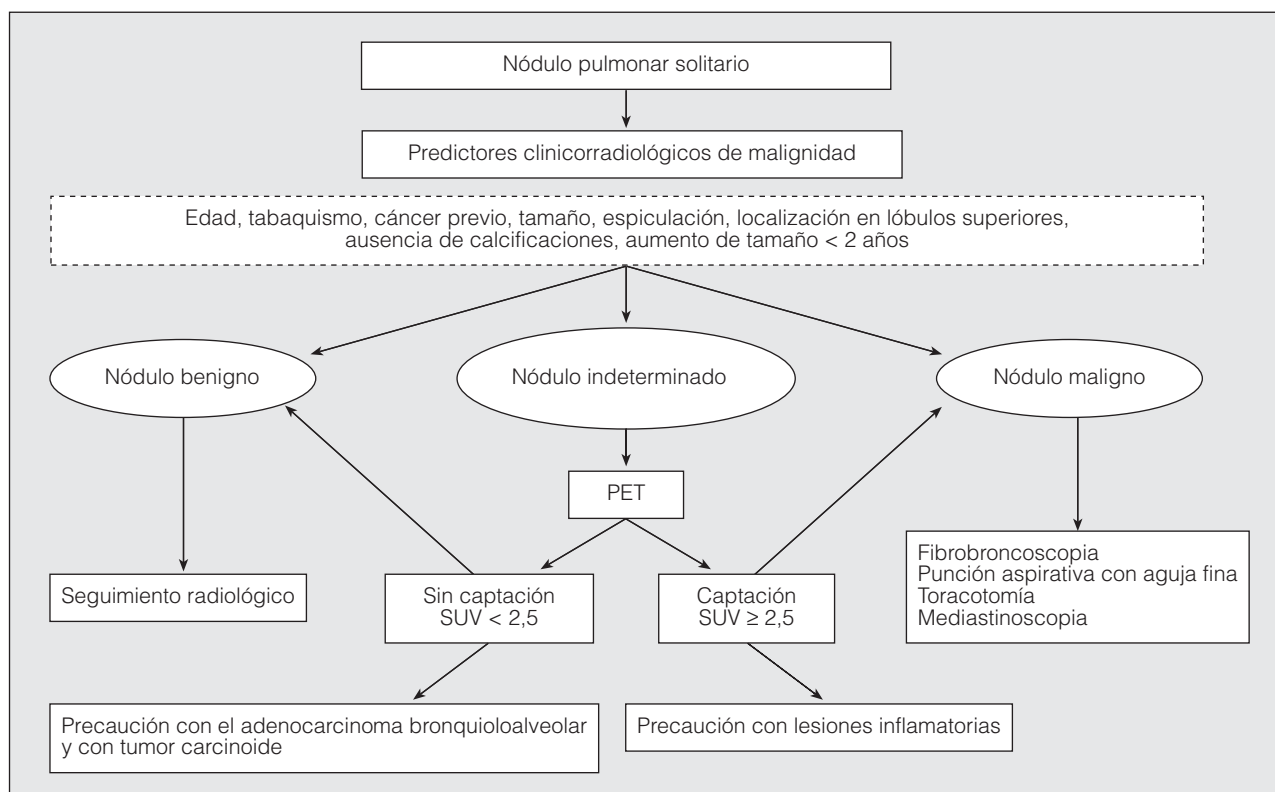 Nódulo pulmonar solitario
Predictores clinicorradiológicos de malignidad
Edad, tabaquismo, cáncer previo, tamaño, espiculación, localización en lóbulos superiores,
ausencia de calcificaciones, aumento de tamaño < 2 años
Nódulo benigno
Nódulo indeterminado
Nódulo maligno
PET
Seguimiento radiológico
Sin captación
SUV < 2,5
Captación
SUV ≥ 2,5
Fibrobroncoscopia
Punción aspirativa con aguja fina
Toracotomía
Mediastinoscopia
Precaución con el adenocarcinoma bronquioloalveolar
y con tumor carcinoide
Precaución con lesiones inflamatorias